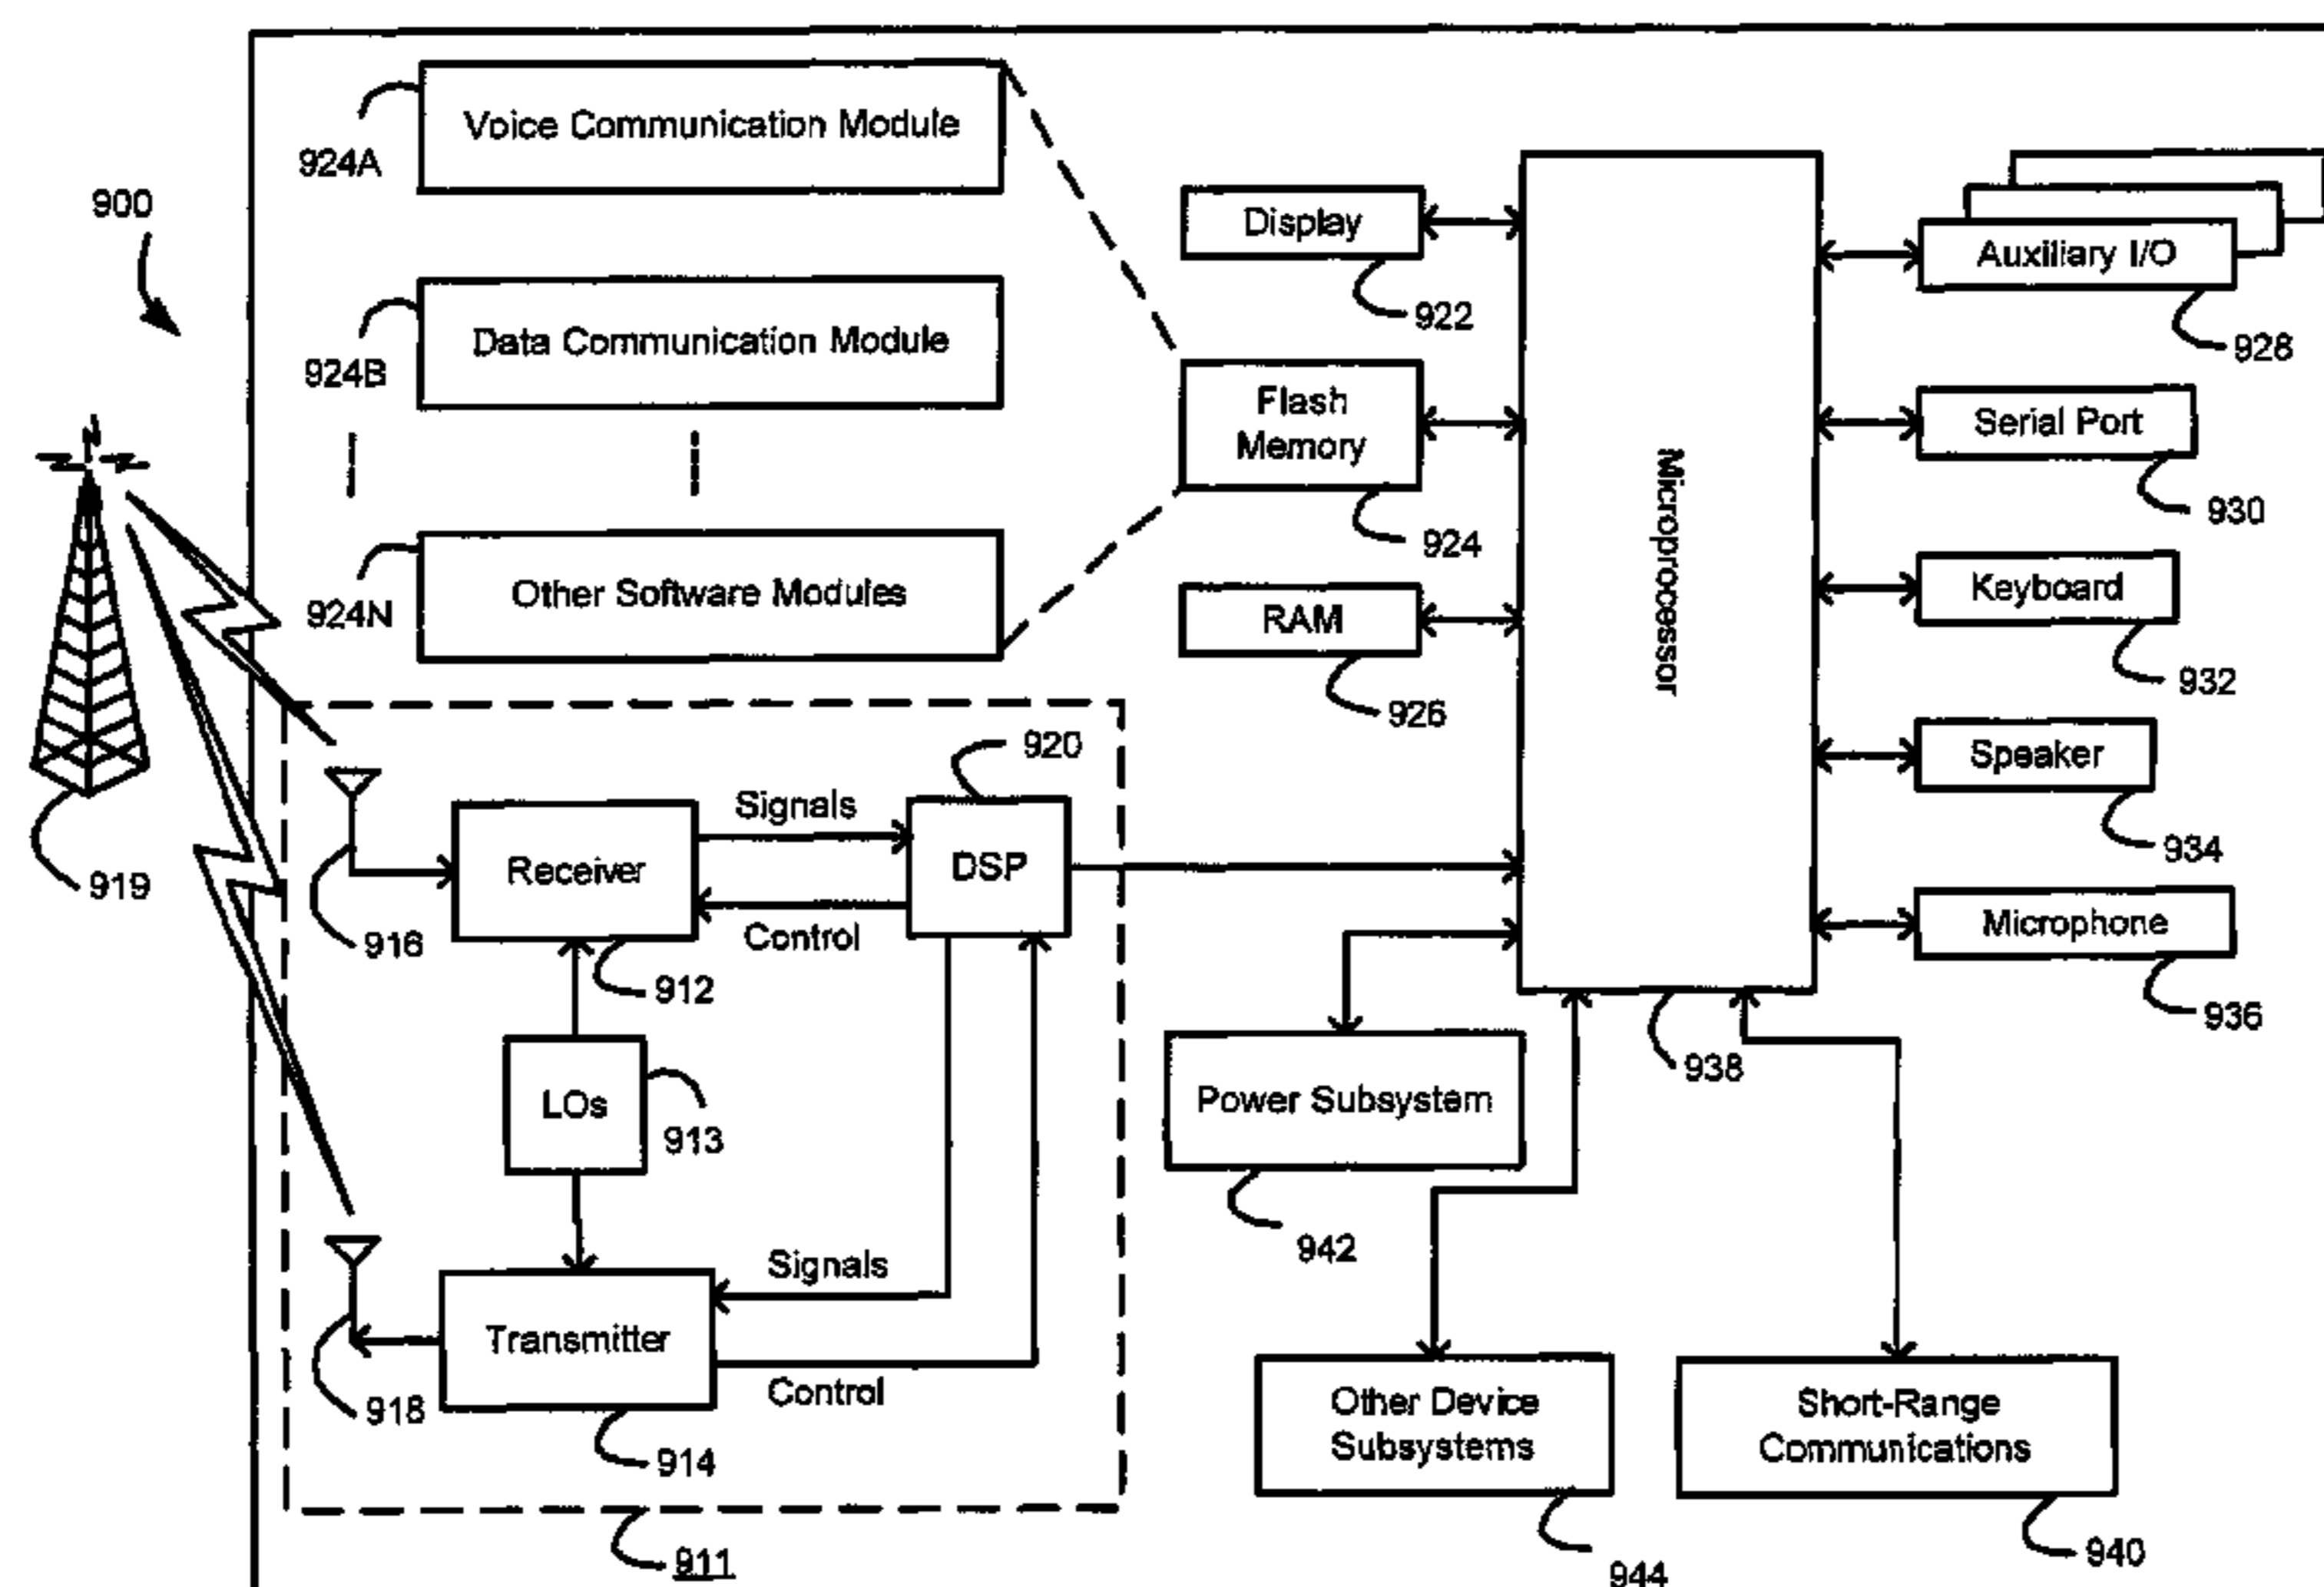 Voice Communication Module
924A
900
Data Communication Module
924B
Other Software Modules
924N
Display
922
Flash
Memory
924
RAM
926
Microprocessor
938
Auxiliary I/O
928
Serial Port
930
Keyboard
932
Speaker
934
Microphone
936
919
916
Receiver
912
Signals
Control
920
DSP
LOs
913
918
Transmitter
914
Signals
Control
911
Power Subsystem
942
Other Device
Subsystems
944
Short-Range
Communications
940